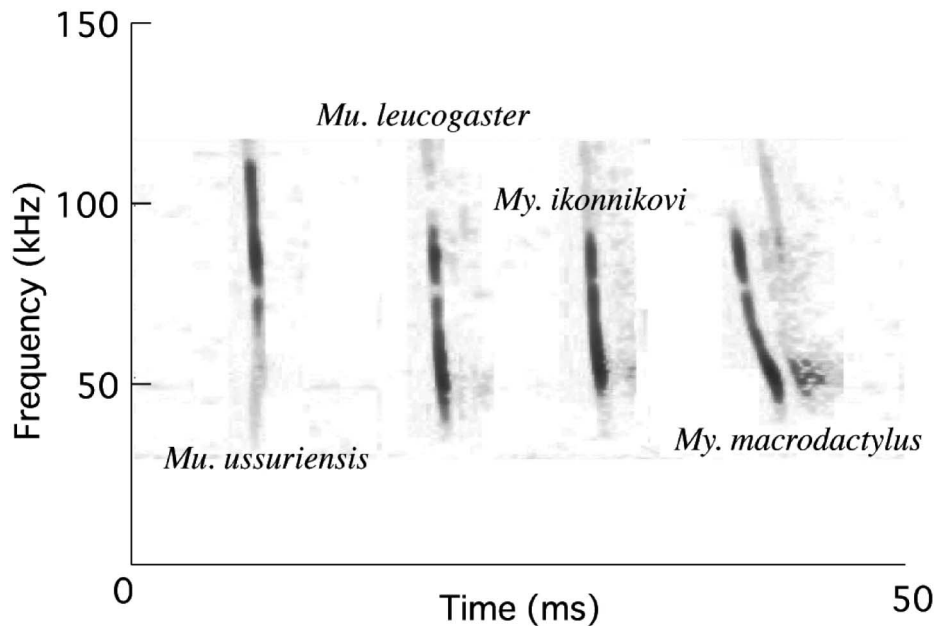 150
Mu. leucogaster
100
My. ikonnikovi
Frequency (kHz)
50
My. macrodactylus
Mu. ussuriensis
0
50
Time (ms)